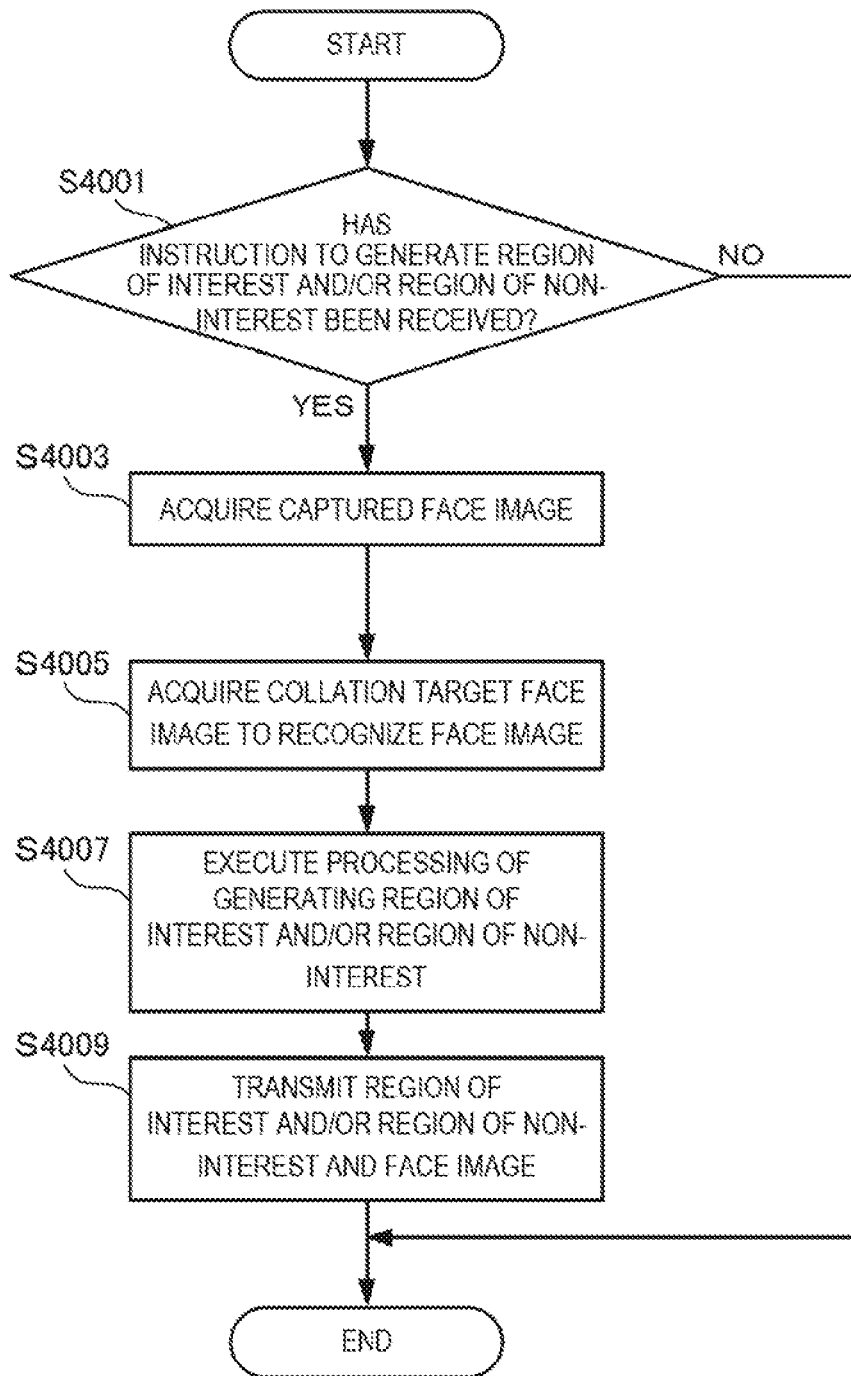 START
S4001
HAS
INSTRUCTION TO GENERATE REGION
OF INTEREST AND/OR REGION OF NON-
INTEREST BEEN RECEIVED?
NO
YES
S4003
ACQUIRE CAPTURED FACE IMAGE
S4005
ACQUIRE COLLATION TARGET FACE
IMAGE TO RECOGNIZE FACE IMAGE
S4007
EXECUTE PROCESSING OF
GENERATING REGION OF
INTEREST AND/OR REGION OF NON-
INTEREST
S4009
TRANSMIT REGION OF
INTEREST AND/OR REGION OF NON-
INTEREST AND FACE IMAGE
END